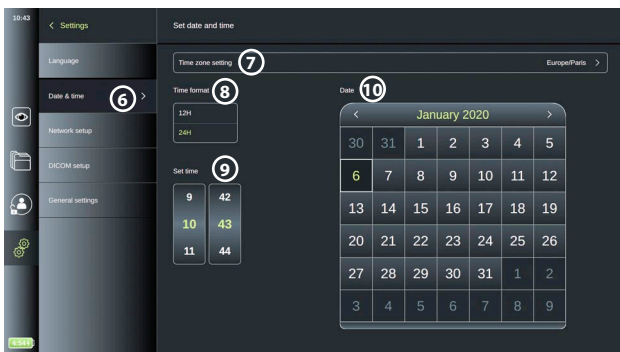 10:43
< Settings
Set date and time
Language
Time zone setting 7 Europe/Paris >
Date & time 6 >
Time format 8
Date 10
12H
24H
< January 2020 >
Network setup
30 31 1 2 3 4 5
DICOM setup
Set time 9
6 7 8 9 10 11 12
General settings
9 42
13 14 15 16 17 18 19
10 43
20 21 22 23 24 25 26
11 44
27 28 29 30 31 1 2
3 4 5 6 7 8 9